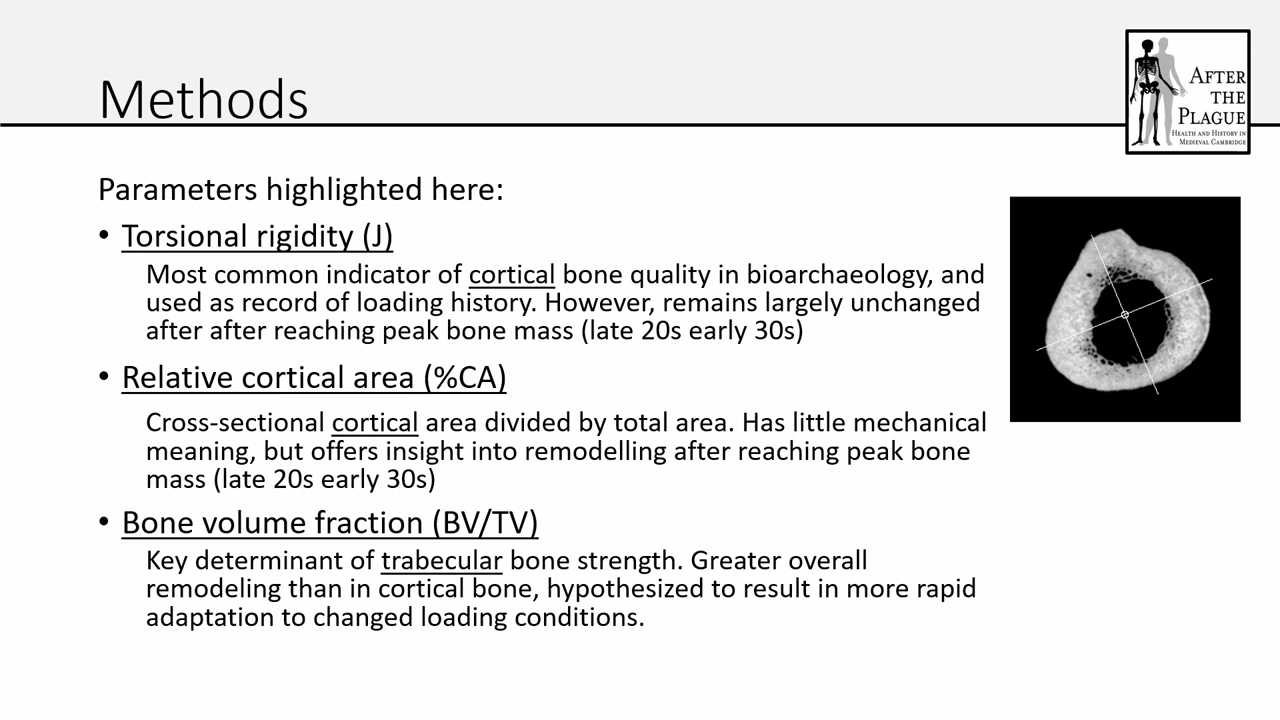 Methods
AFTER
THE
PLAGUE
HEALTH AND HISTORY IN
MEDIEVAL CAMBRIDGE
Parameters highlighted here:
• Torsional rigidity (J)
Most common indicator of cortical bone quality in bioarchaeology, and
used as record of loading history. However, remains largely unchanged
after after reaching peak bone mass (late 20s early 30s)
• Relative cortical area (%CA)
Cross-sectional cortical area divided by total area. Has little mechanical
meaning, but offers insight into remodelling after reaching peak bone
mass (late 20s early 30s)
• Bone volume fraction (BV/TV)
Key determinant of trabecular bone strength. Greater overall
remodeling than in cortical bone, hypothesized to result in more rapid
adaptation to changed loading conditions.